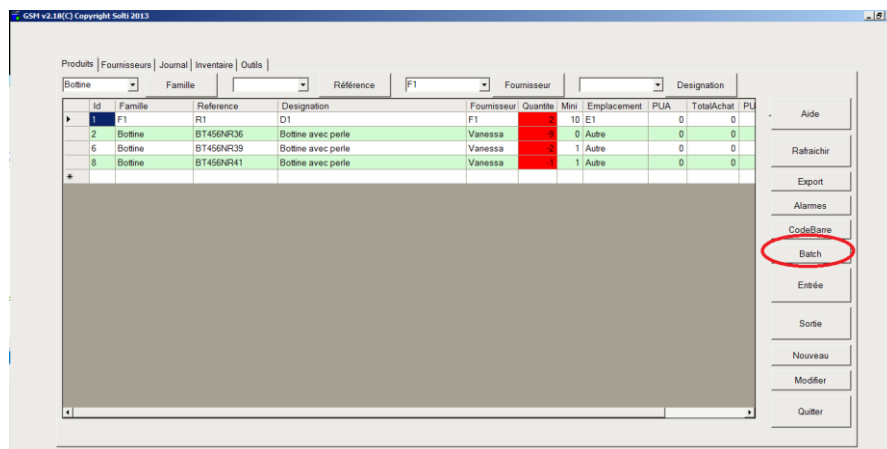 GSM v2.18(C) Copyright Solti 2013
Produits Fournisseurs Journal Inventaire Outils
Bottine Famille Référence F1 Fournisseur Designation
Id Famille Reference Designation Fournisseur Quantite Mini Emplacement PUA TotalAchat PU
1 F1 R1 D1 F1 2 10 E1 0 0
2 Bottine BT456NR36 Bottine avec perle Vanessa 9 0 Autre 0 0
6 Bottine BT456NR39 Bottine avec perle Vanessa -2 1 Autre 0 0
8 Bottine BT456NR41 Bottine avec perle Vanessa -1 1 Autre 0 0
Aide
Rafraichir
Export
Alarmes
CodeBarre
Batch
Entrée
Sortie
Nouveau
Modifier
Quitter